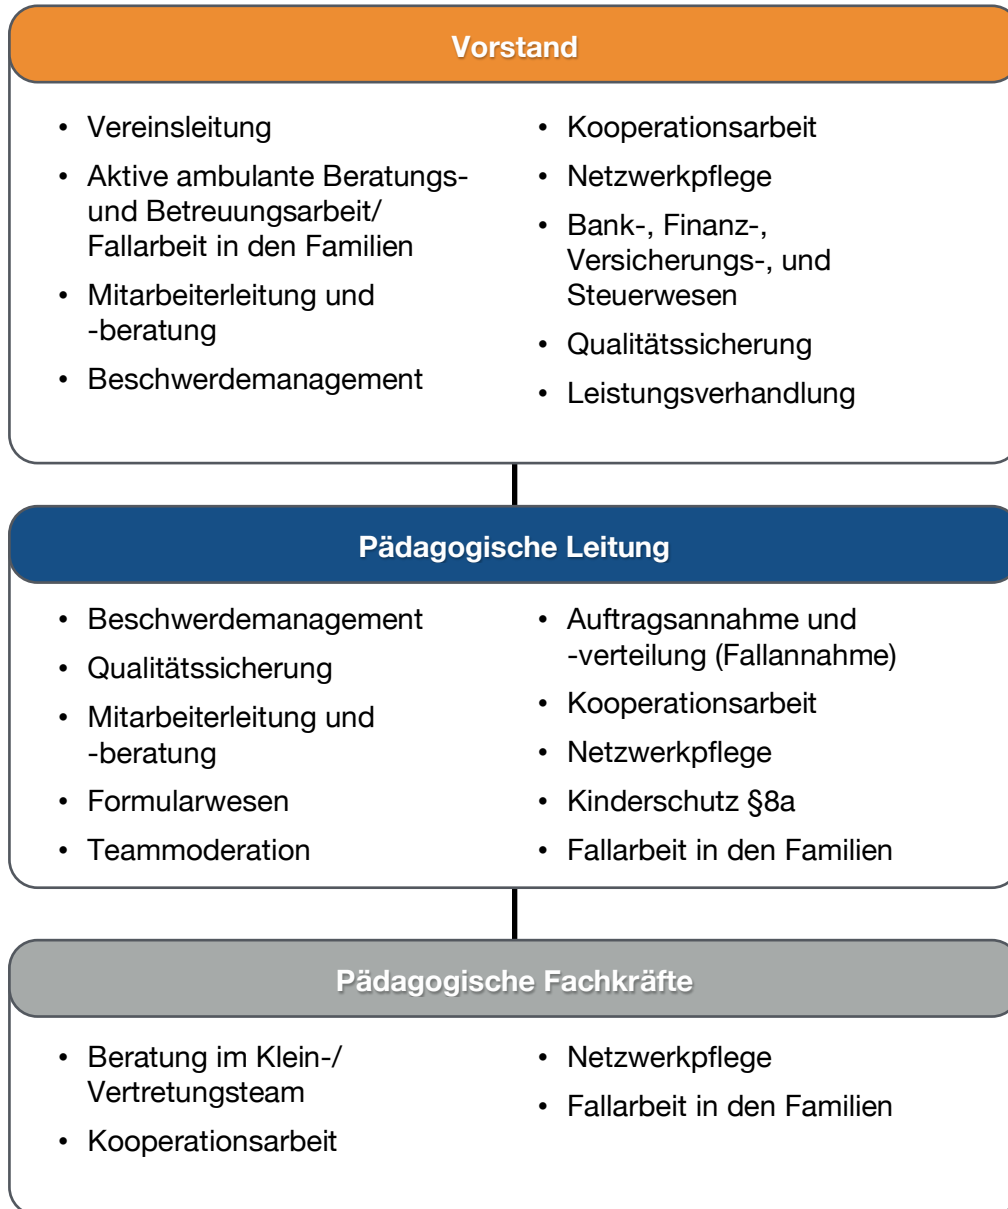 Vorstand
• Vereinsleitung
• Aktive ambulante Beratungs-
und Betreuungsarbeit/
Fallarbeit in den Familien
• Mitarbeiterleitung und
-beratung
• Beschwerdemanagement
• Kooperationsarbeit
• Netzwerkpflege
• Bank-, Finanz-,
Versicherungs-, und
Steuerwesen
• Qualitätssicherung
• Leistungsverhandlung
Pädagogische Leitung
• Beschwerdemanagement
• Qualitätssicherung
• Mitarbeiterleitung und
-beratung
• Formularwesen
• Teammoderation
• Auftragsannahme und
-verteilung (Fallannahme)
• Kooperationsarbeit
• Netzwerkpflege
• Kinderschutz §8a
• Fallarbeit in den Familien
Pädagogische Fachkräfte
• Beratung im Klein-/
Vertretungsteam
• Kooperationsarbeit
• Netzwerkpflege
• Fallarbeit in den Familien